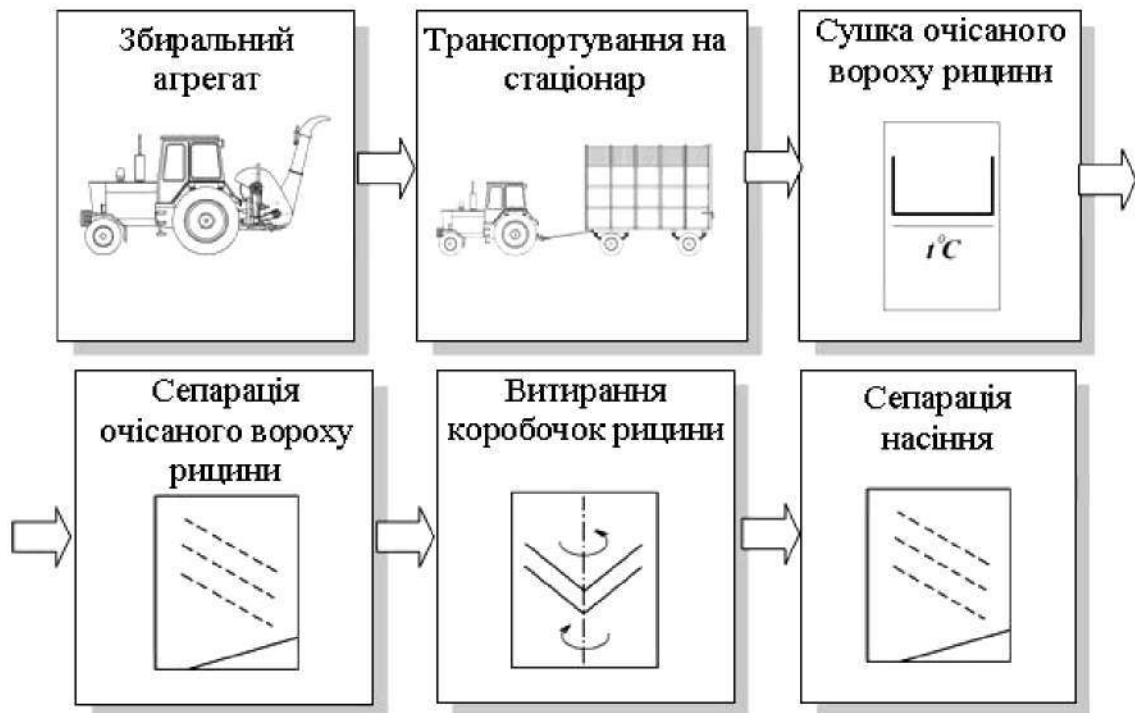 Збиральний
агрегат
Транспортування на
стаціонар
Сушка очісаного
вороху рицини
t°C
Сепарація
очісаного вороху
рицини
Витирання
коробочок рицини
Сепарація
насіння